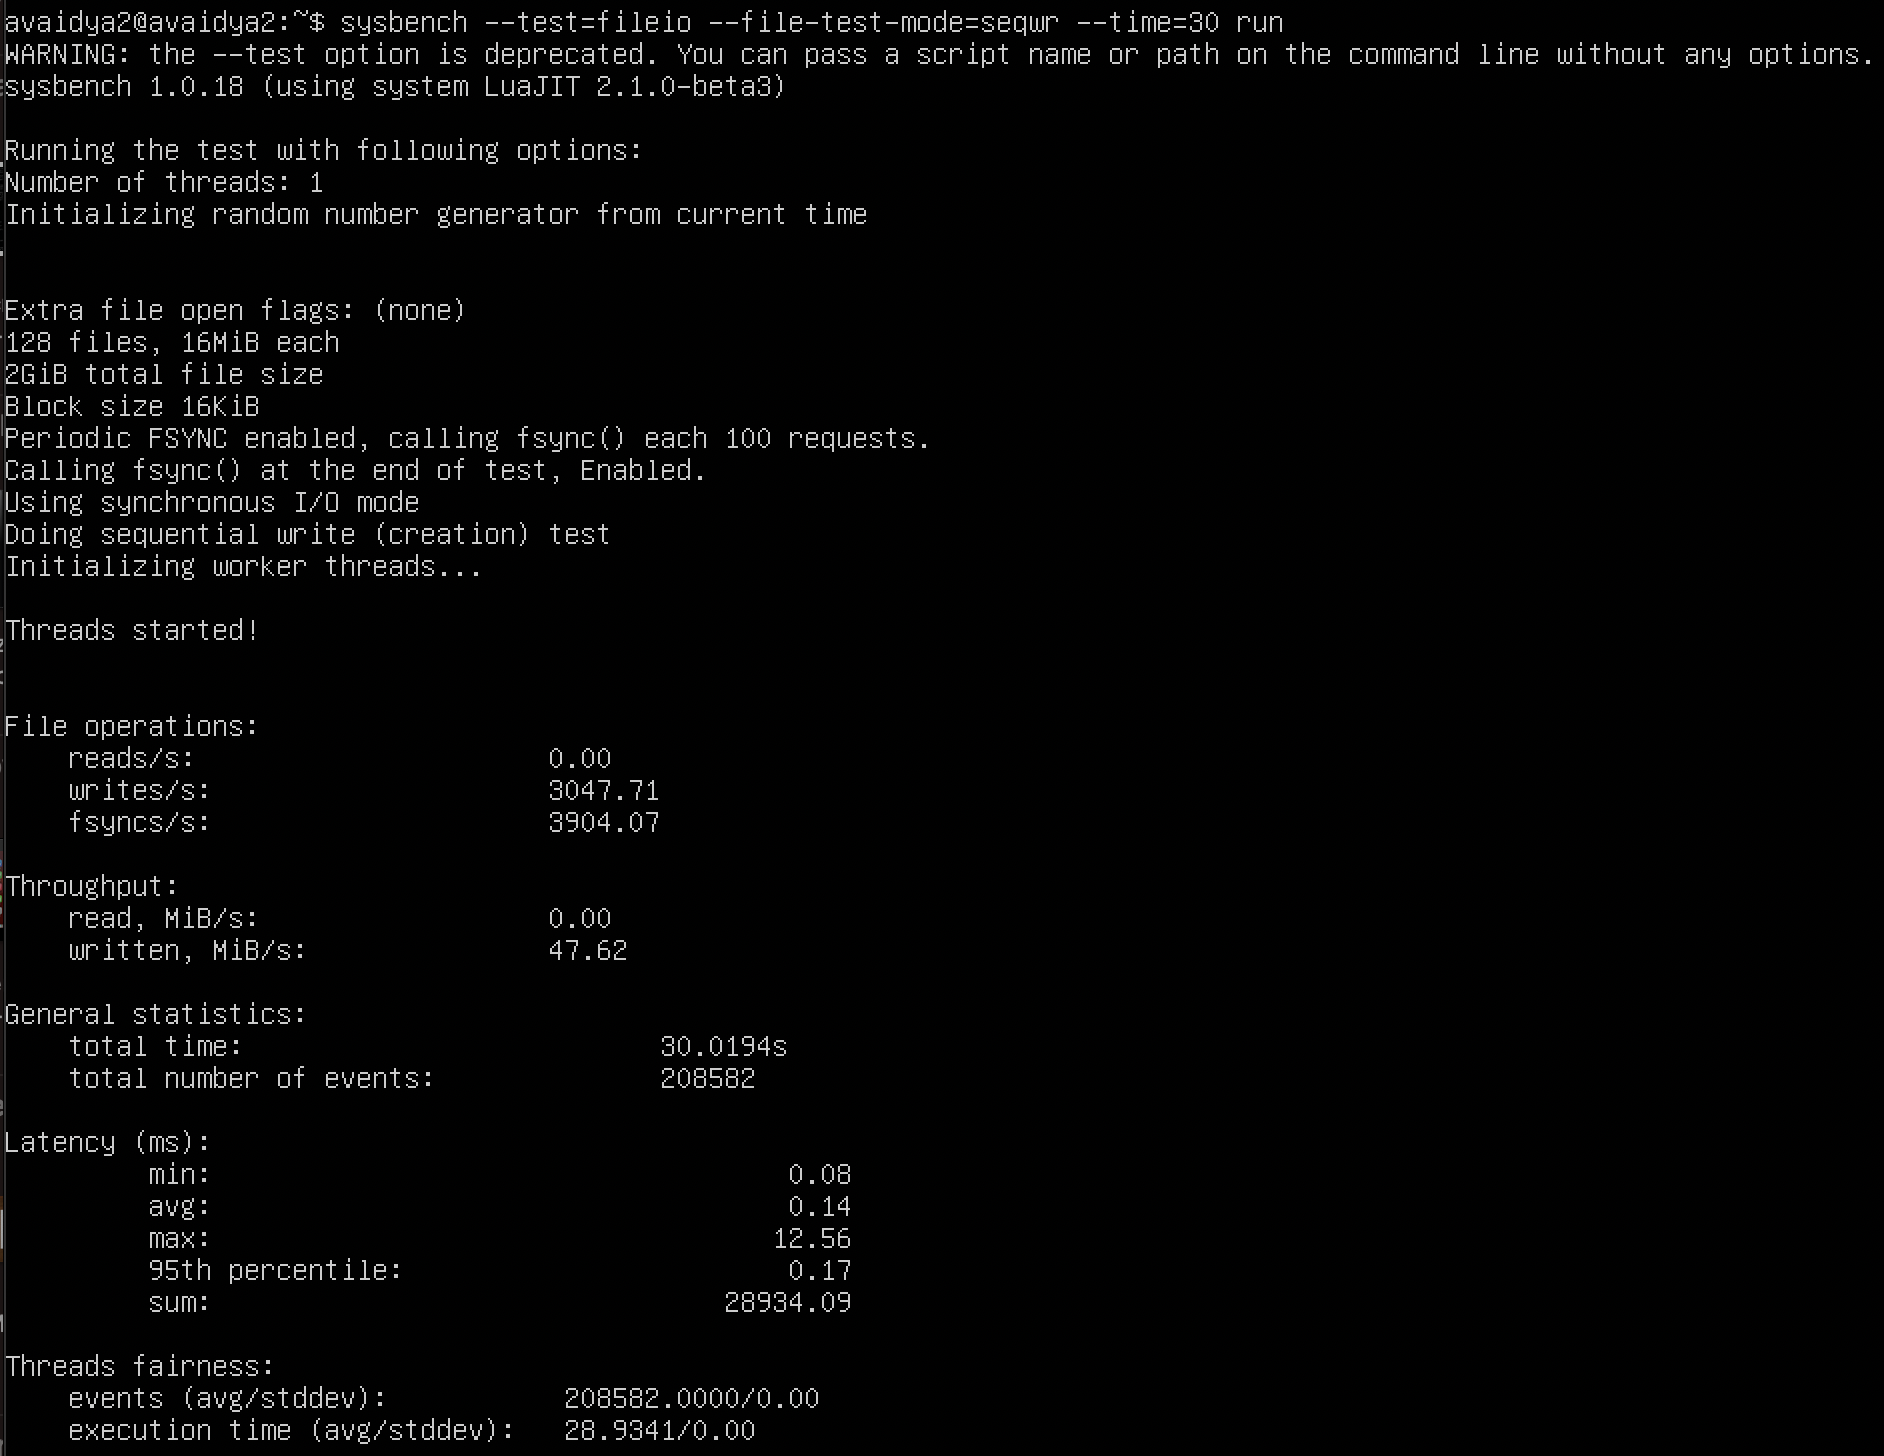 avaidya2@avaidya2:~$ sysbench --test=fileio --file-test-mode=seqwr --time=30 run
WARNING: the --test option is deprecated. You can pass a script name or path on the command line without any options.
sysbench 1.0.18 (using system LuaJIT 2.1.0-beta3)
Running the test with following options:
Number of threads: 1
Initializing random number generator from current time
Extra file open flags: (none)
128 files, 16MiB each
2GiB total file size
Block size 16KiB
Periodic FSYNC enabled, calling fsync() each 100 requests.
Calling fsync() at the end of test, Enabled.
Using synchronous I/O mode
Doing sequential write (creation) test
Initializing worker threads...
Threads started!
File operations:
reads/s: 0.00
writes/s: 3047.71
fsyncs/s: 3904.07
Throughput:
read, MiB/s: 0.00
written, MiB/s: 47.62
General statistics:
total time: 30.0194s
total number of events: 208582
Latency (ms):
min: 0.08
avg: 0.14
max: 12.56
95th percentile: 0.17
sum: 28934.09
Threads fairness:
events (avg/stddev): 208582.0000/0.00
execution time (avg/stddev): 28.9341/0.00